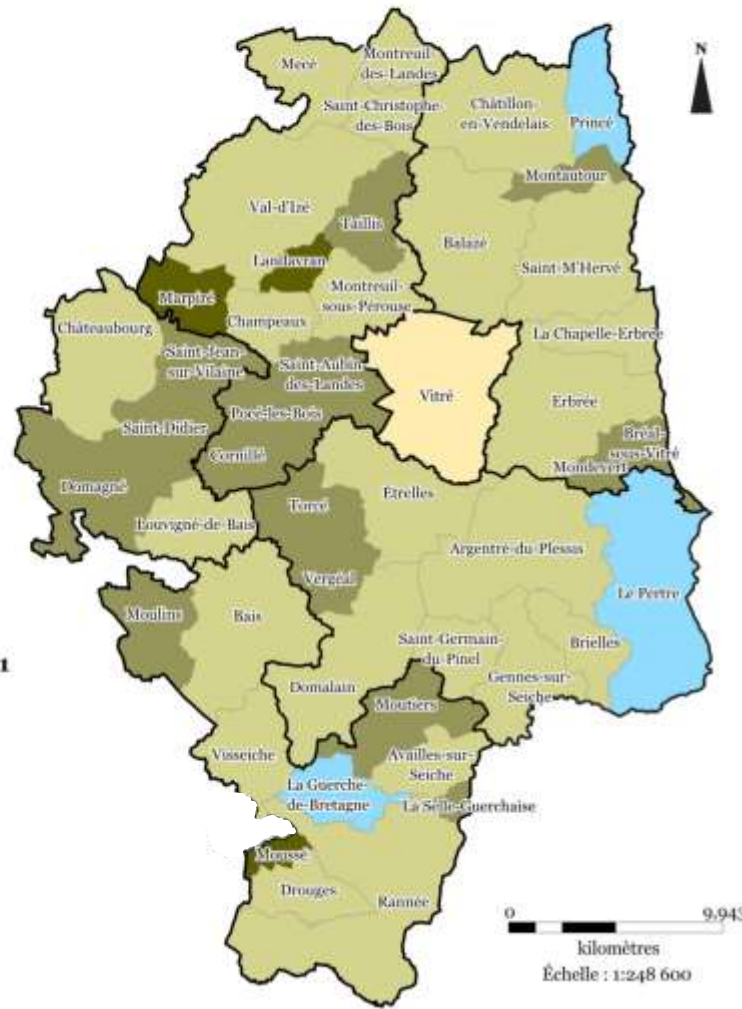 Mecé
Montreuil-
des-Landes
N
Saint-Christophe-
des-Bois
Châtillon-
en-Vendelais
Princé
Montautour
Val-d'Izé
Taillis
Balazé
Landavran
Saint-M'Hervé
Marpiré
Montreuil-
sous-Pérouse
Châteaubourg
Champeaux
La Chapelle-Erbrée
Saint-Jean-
sur-Vilaine
Saint-Aubin-
des-Landes
Vitré
Erbrée
Pocé-les-Bois
Saint-Didier
Bréal-
sous-Vitré
Cornillé
Mondevert
Domagné
Étrelles
Torcé
Louvigné-de-Bais
Argentré-du-Plessis
Vergéal
Le Pertre
Moulins
Bais
Saint-Germain-
du-Pinel
Brielles
1
Domalain
Gennes-sur-
Seiche
Moutiers
Visseiche
Availles-sur-
Seiche
La Guerche-
de-Bretagne
La Selle-Guerchaise
Moussé
Drouges
Rannée
0 9,943
kilomètres
Échelle : 1:248 600